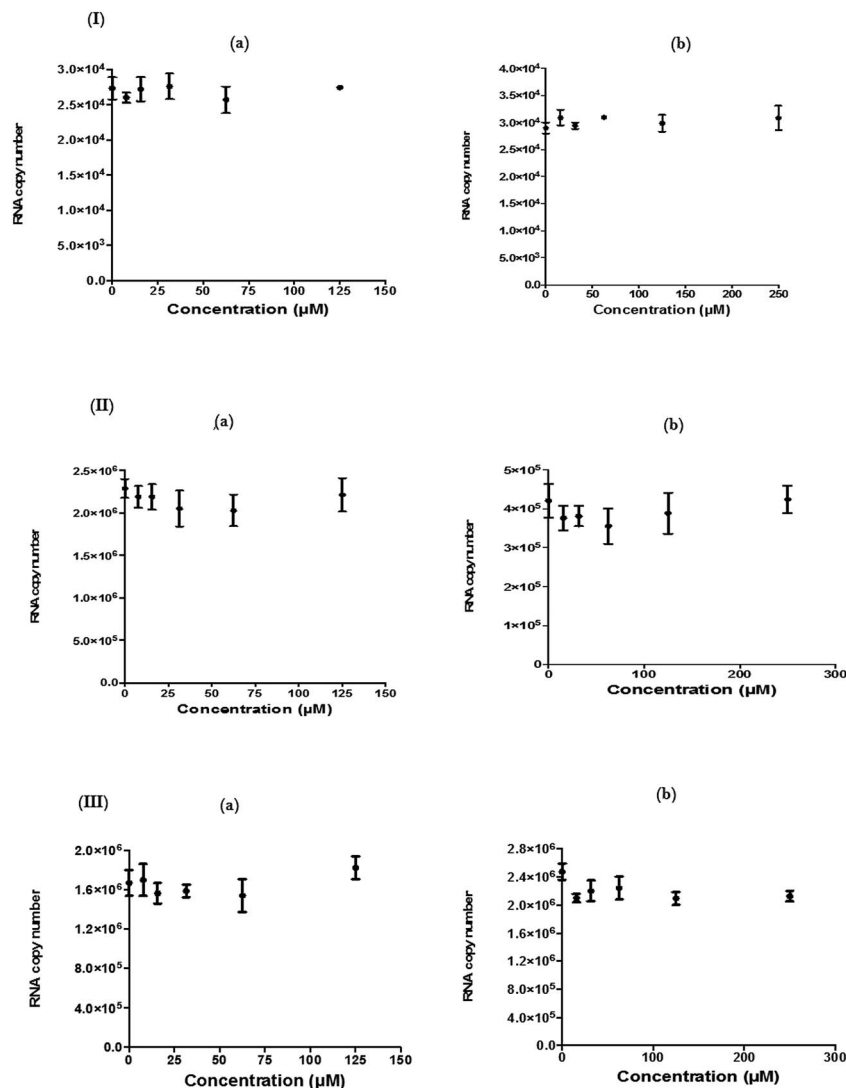 (I)
(a)
3.0×10⁴
2.5×10⁴
2.0×10⁴
1.5×10⁴
1.0×10⁴
5.0×10³
0.0
0 25 50 75 100 125 150
RNA copy number
Concentration (µM)
(b)
4.0×10⁴
3.5×10⁴
3.0×10⁴
2.5×10⁴
2.0×10⁴
1.0×10⁴
1.0×10⁴
5.0×10³
0.0
0 50 100 150 200 250
RNA copy number
Concentration (µM)
(II)
(a)
2.5×10⁶
2.0×10⁶
1.5×10⁶
1.0×10⁶
5.0×10⁵
0.0
0 25 50 75 100 125 150
RNA copy number
Concentration (µM)
(b)
5×10⁵
4×10⁵
3×10⁵
2×10⁵
1×10⁵
0
0 100 200 300
RNA copy number
Concentration (µM)
(III)
(a)
2.0×10⁶
1.6×10⁶
1.2×10⁶
8.0×10⁵
4.0×10⁵
0.0
0 25 50 75 100 125 150
RNA copy number
Concentration (µM)
(b)
2.8×10⁶
2.4×10⁶
2.0×10⁶
1.6×10⁶
1.2×10⁶
8.0×10⁵
4.0×10⁵
0.0
0 100 200 300
RNA copy number
Concentration (µM)